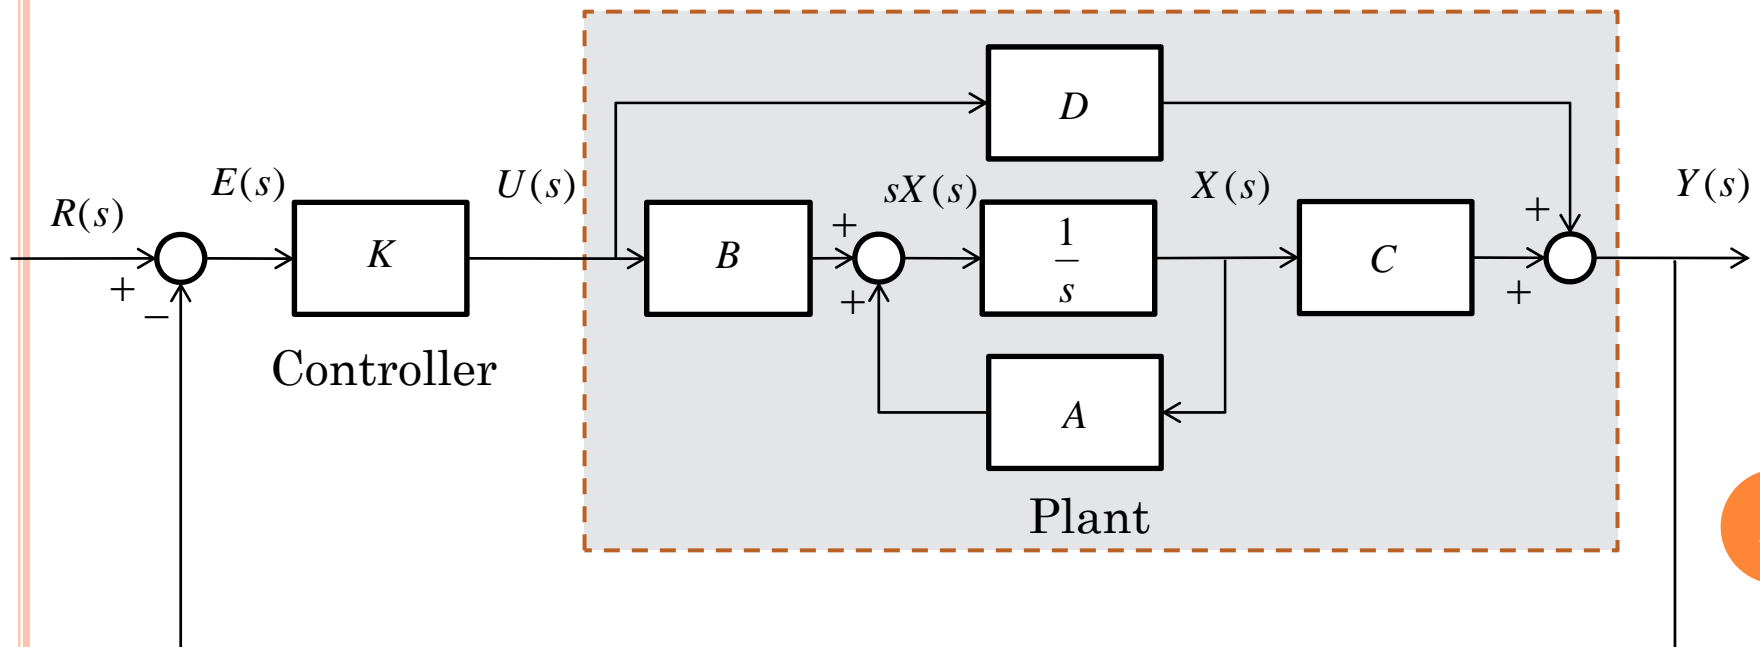 D
E(s)
U(s)
sX(s)
X(s)
Y(s)
R(s)
+
+
K
B
1
s
C
+
−
+
+
Controller
A
Plant